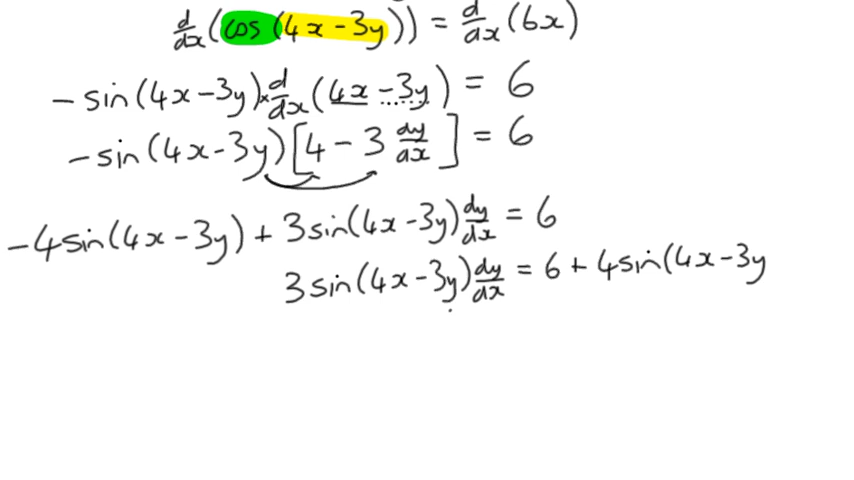 d/dx (cos (4x - 3y)) = d/dx (6x)
- sin(4x - 3y) × d/dx (4x - 3y) = 6
- sin(4x - 3y) [4 - 3 dy/dx] = 6
- 4sin(4x - 3y) + 3sin(4x - 3y) dy/dx = 6
3sin(4x - 3y) dy/dx = 6 + 4sin(4x - 3y